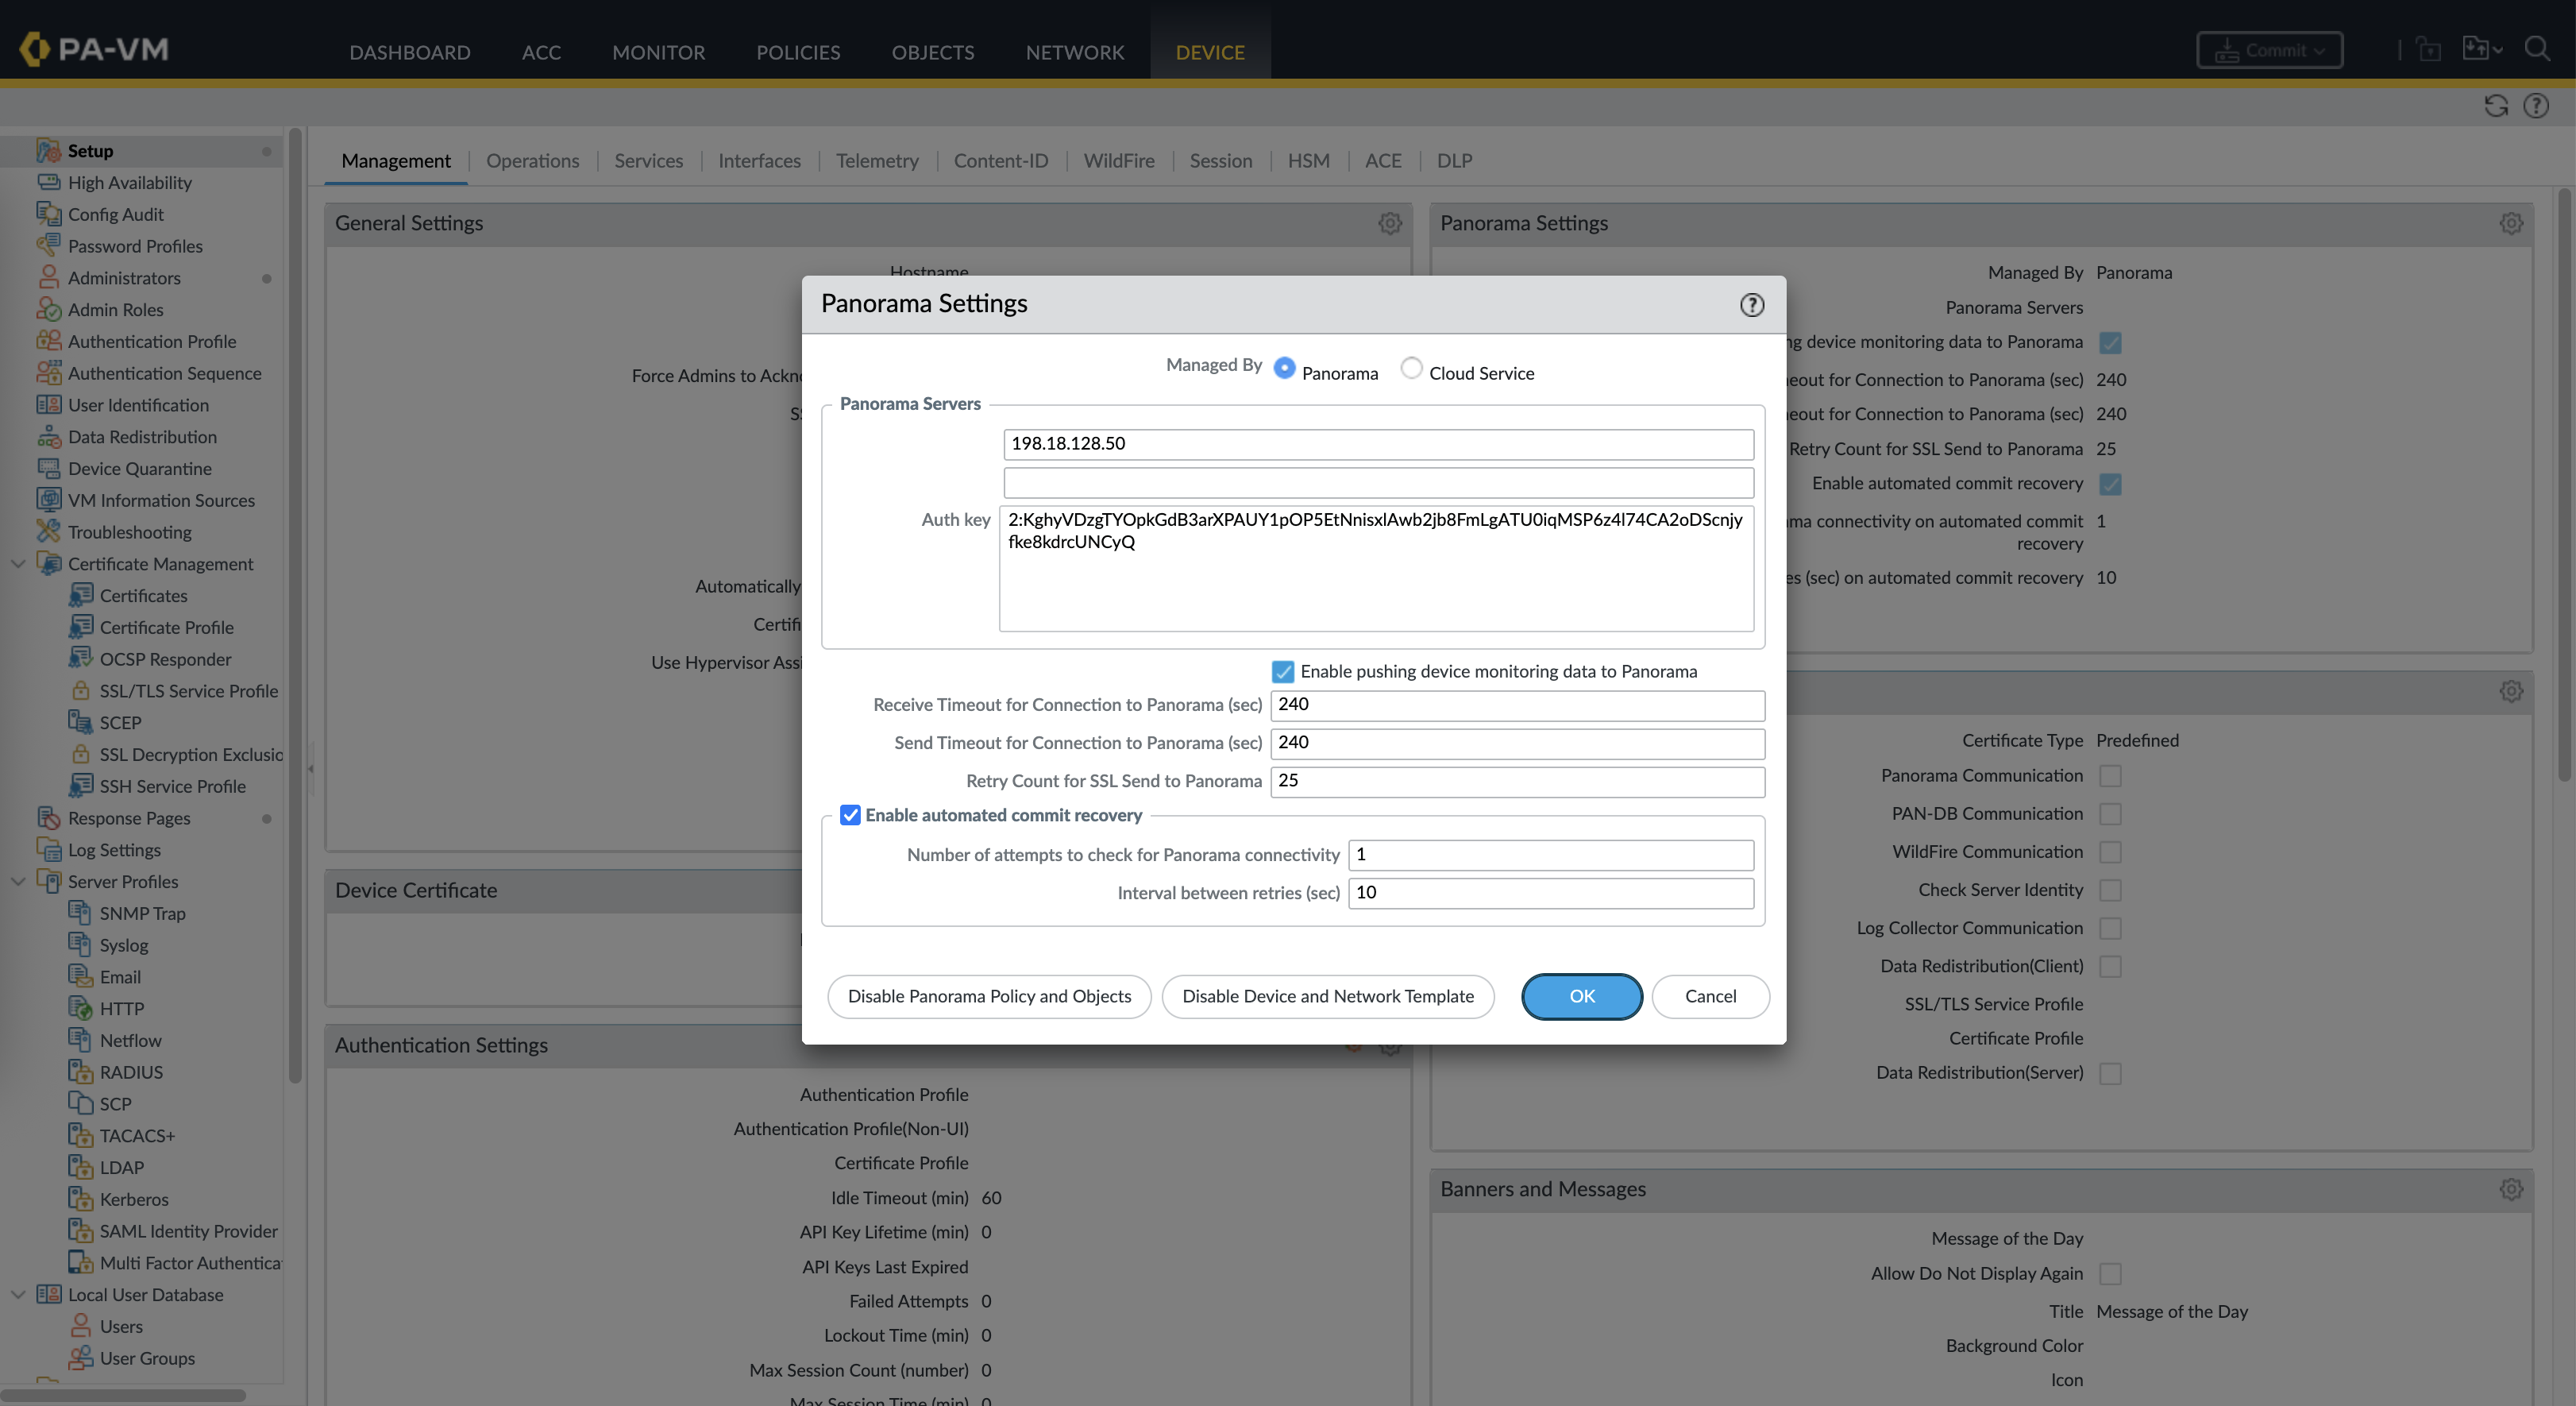 PA-VM
DASHBOARD
ACC
MONITOR
POLICIES
OBJECTS
NETWORK
DEVICE
Commit
Setup
High Availability
Config Audit
Password Profiles
Administrators
Admin Roles
Authentication Profile
Authentication Sequence
User Identification
Data Redistribution
Device Quarantine
VM Information Sources
Troubleshooting
Certificate Management
Certificates
Certificate Profile
OCSP Responder
SSL/TLS Service Profile
SCEP
SSL Decryption Exclusio
SSH Service Profile
Response Pages
Log Settings
Server Profiles
SNMP Trap
Syslog
Email
HTTP
Netflow
RADIUS
SCP
TACACS+
LDAP
Kerberos
SAML Identity Provider
Multi Factor Authentica
Local User Database
Users
User Groups
Management
Operations
Services
Interfaces
Telemetry
Content-ID
WildFire
Session
HSM
ACE
DLP
General Settings
Hostname
Force Admins to Ackno
SS
Automatically
Certifi
Use Hypervisor Assi
Device Certificate
Authentication Settings
Authentication Profile
Authentication Profile(Non-UI)
Certificate Profile
Idle Timeout (min) 60
API Key Lifetime (min) 0
API Keys Last Expired
Failed Attempts 0
Lockout Time (min) 0
Max Session Count (number) 0
Max Session Time (min) 0
Panorama Settings
Managed By Panorama
Panorama Servers
ng device monitoring data to Panorama
eout for Connection to Panorama (sec) 240
eout for Connection to Panorama (sec) 240
Retry Count for SSL Send to Panorama 25
Enable automated commit recovery
ma connectivity on automated commit 1
recovery
es (sec) on automated commit recovery 10
Certificate Type Predefined
Panorama Communication
PAN-DB Communication
WildFire Communication
Check Server Identity
Log Collector Communication
Data Redistribution(Client)
SSL/TLS Service Profile
Certificate Profile
Data Redistribution(Server)
Banners and Messages
Message of the Day
Allow Do Not Display Again
Title Message of the Day
Background Color
Icon
Panorama Settings
Managed By Panorama Cloud Service
Panorama Servers
198.18.128.50
Auth key 2:KghyVDzgTYOpkGdB3arXPAUY1pOP5EtNnisxlAwb2jb8FmLgATU0iqMSP6z4l74CA2oDScnjy
fke8kdrcUNCyQ
Enable pushing device monitoring data to Panorama
Receive Timeout for Connection to Panorama (sec) 240
Send Timeout for Connection to Panorama (sec) 240
Retry Count for SSL Send to Panorama 25
Enable automated commit recovery
Number of attempts to check for Panorama connectivity 1
Interval between retries (sec) 10
Disable Panorama Policy and Objects
Disable Device and Network Template
OK
Cancel